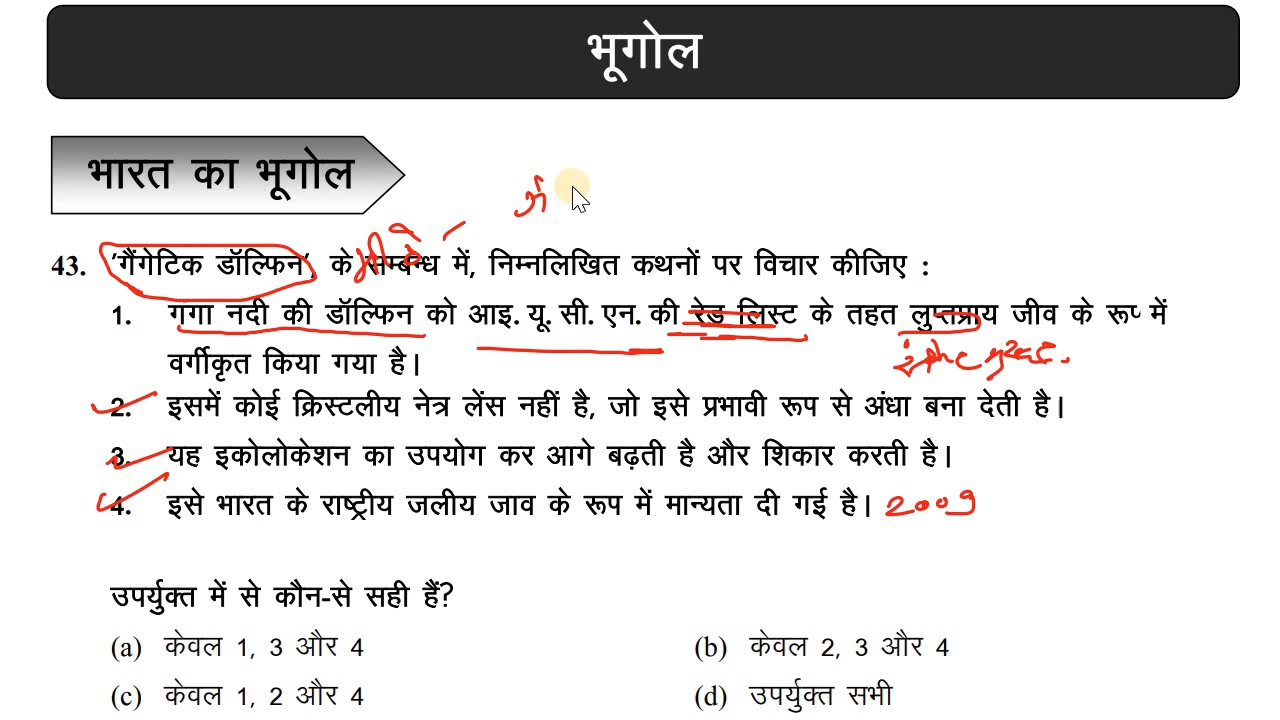 भूगोल
भारत का भूगोल
43. 'गैंगेटिक डॉल्फिन', के सम्बन्ध में, निम्नलिखित कथनों पर विचार कीजिए :
1. गगा नदी की डॉल्फिन को आइ. यू. सी. एन. की रेड लिस्ट के तहत लुप्तप्राय जीव के रूप में
वर्गीकृत किया गया है।
2. इसमें कोई क्रिस्टलीय नेत्र लेंस नहीं है, जो इसे प्रभावी रूप से अंधा बना देती है।
3. यह इकोलोकेशन का उपयोग कर आगे बढ़ती है और शिकार करती है।
4. इसे भारत के राष्ट्रीय जलीय जाव के रूप में मान्यता दी गई है। 2009
उपर्युक्त में से कौन-से सही हैं?
(a) केवल 1, 3 और 4 (b) केवल 2, 3 और 4
(c) केवल 1, 2 और 4 (d) उपर्युक्त सभी